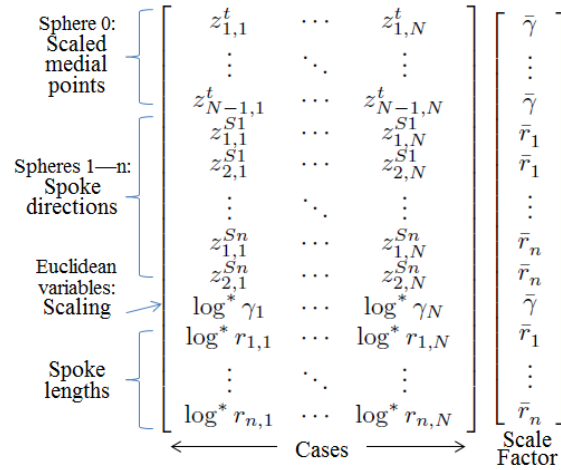 Sphere 0:
Scaled
medial
points
Spheres 1—n:
Spoke
directions
Euclidean
variables:
Scaling
Spoke
lengths
z^t_{1,1} ⋯ z^t_{1,N} γ̄
⋮ ⋱ ⋮ ⋮
z^t_{N−1,1} ⋯ z^t_{N−1,N} γ̄
z^{S1}_{1,1} ⋯ z^{S1}_{1,N} r̄_1
z^{S1}_{2,1} ⋯ z^{S1}_{2,N} r̄_1
⋮ ⋱ ⋮ ⋮
z^{Sn}_{1,1} ⋯ z^{Sn}_{1,N} r̄_n
z^{Sn}_{2,1} ⋯ z^{Sn}_{2,N} r̄_n
log* γ_1 ⋯ log* γ_N γ̄
log* r_{1,1} ⋯ log* r_{1,N} r̄_1
⋮ ⋱ ⋮ ⋮
log* r_{n,1} ⋯ log* r_{n,N} r̄_n
Cases
Scale
Factor